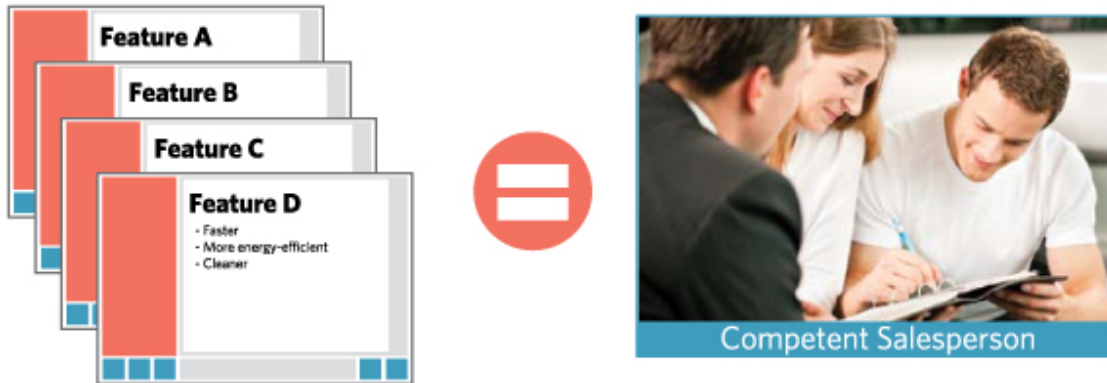 Feature A
Feature B
Feature C
Feature D
- Faster
- More energy-efficient
- Cleaner
Competent Salesperson